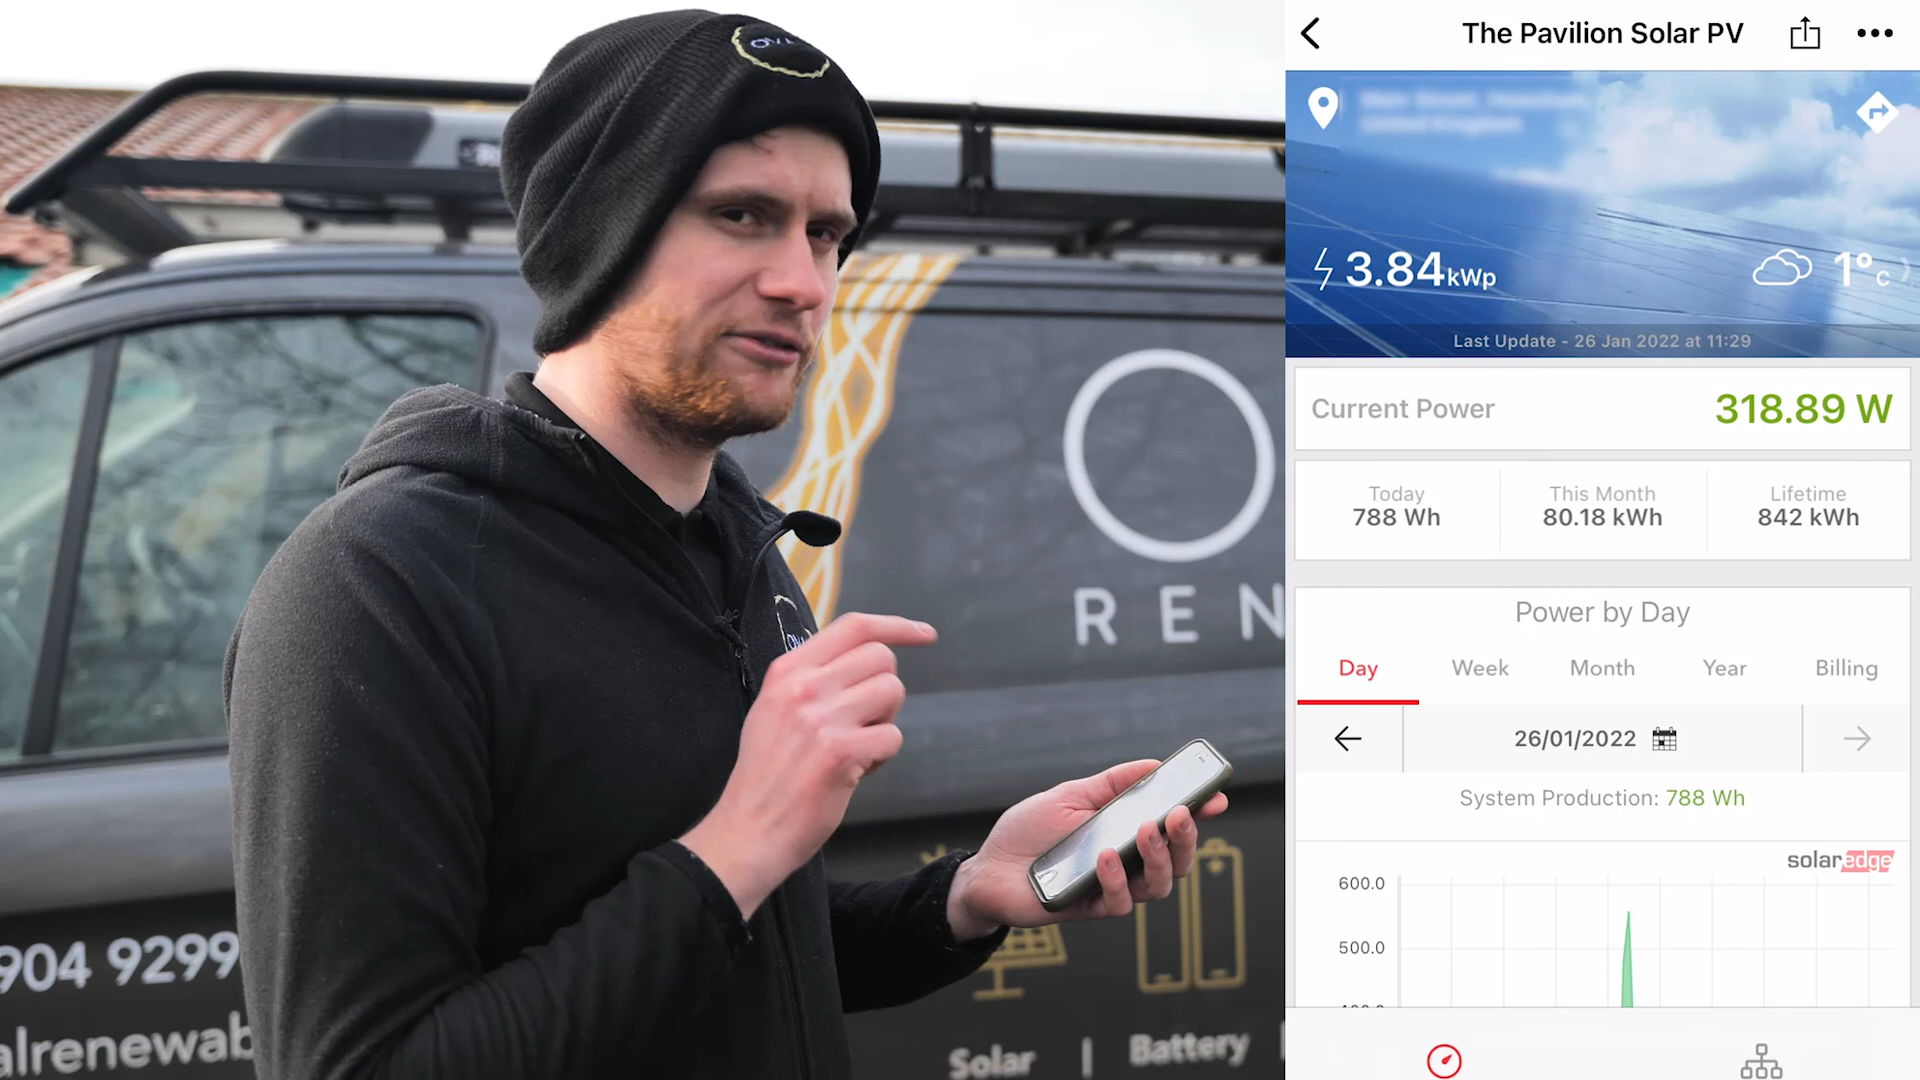 OVAL
O
REN
904 9299
alrenewab
Solar | Battery
The Pavilion Solar PV
3.84kWp
1°c
Last Update - 26 Jan 2022 at 11:29
Current Power
318.89 W
Today
788 Wh
This Month
80.18 kWh
Lifetime
842 kWh
Power by Day
Day Week Month Year Billing
26/01/2022
System Production: 788 Wh
solaredge
600.0
500.0